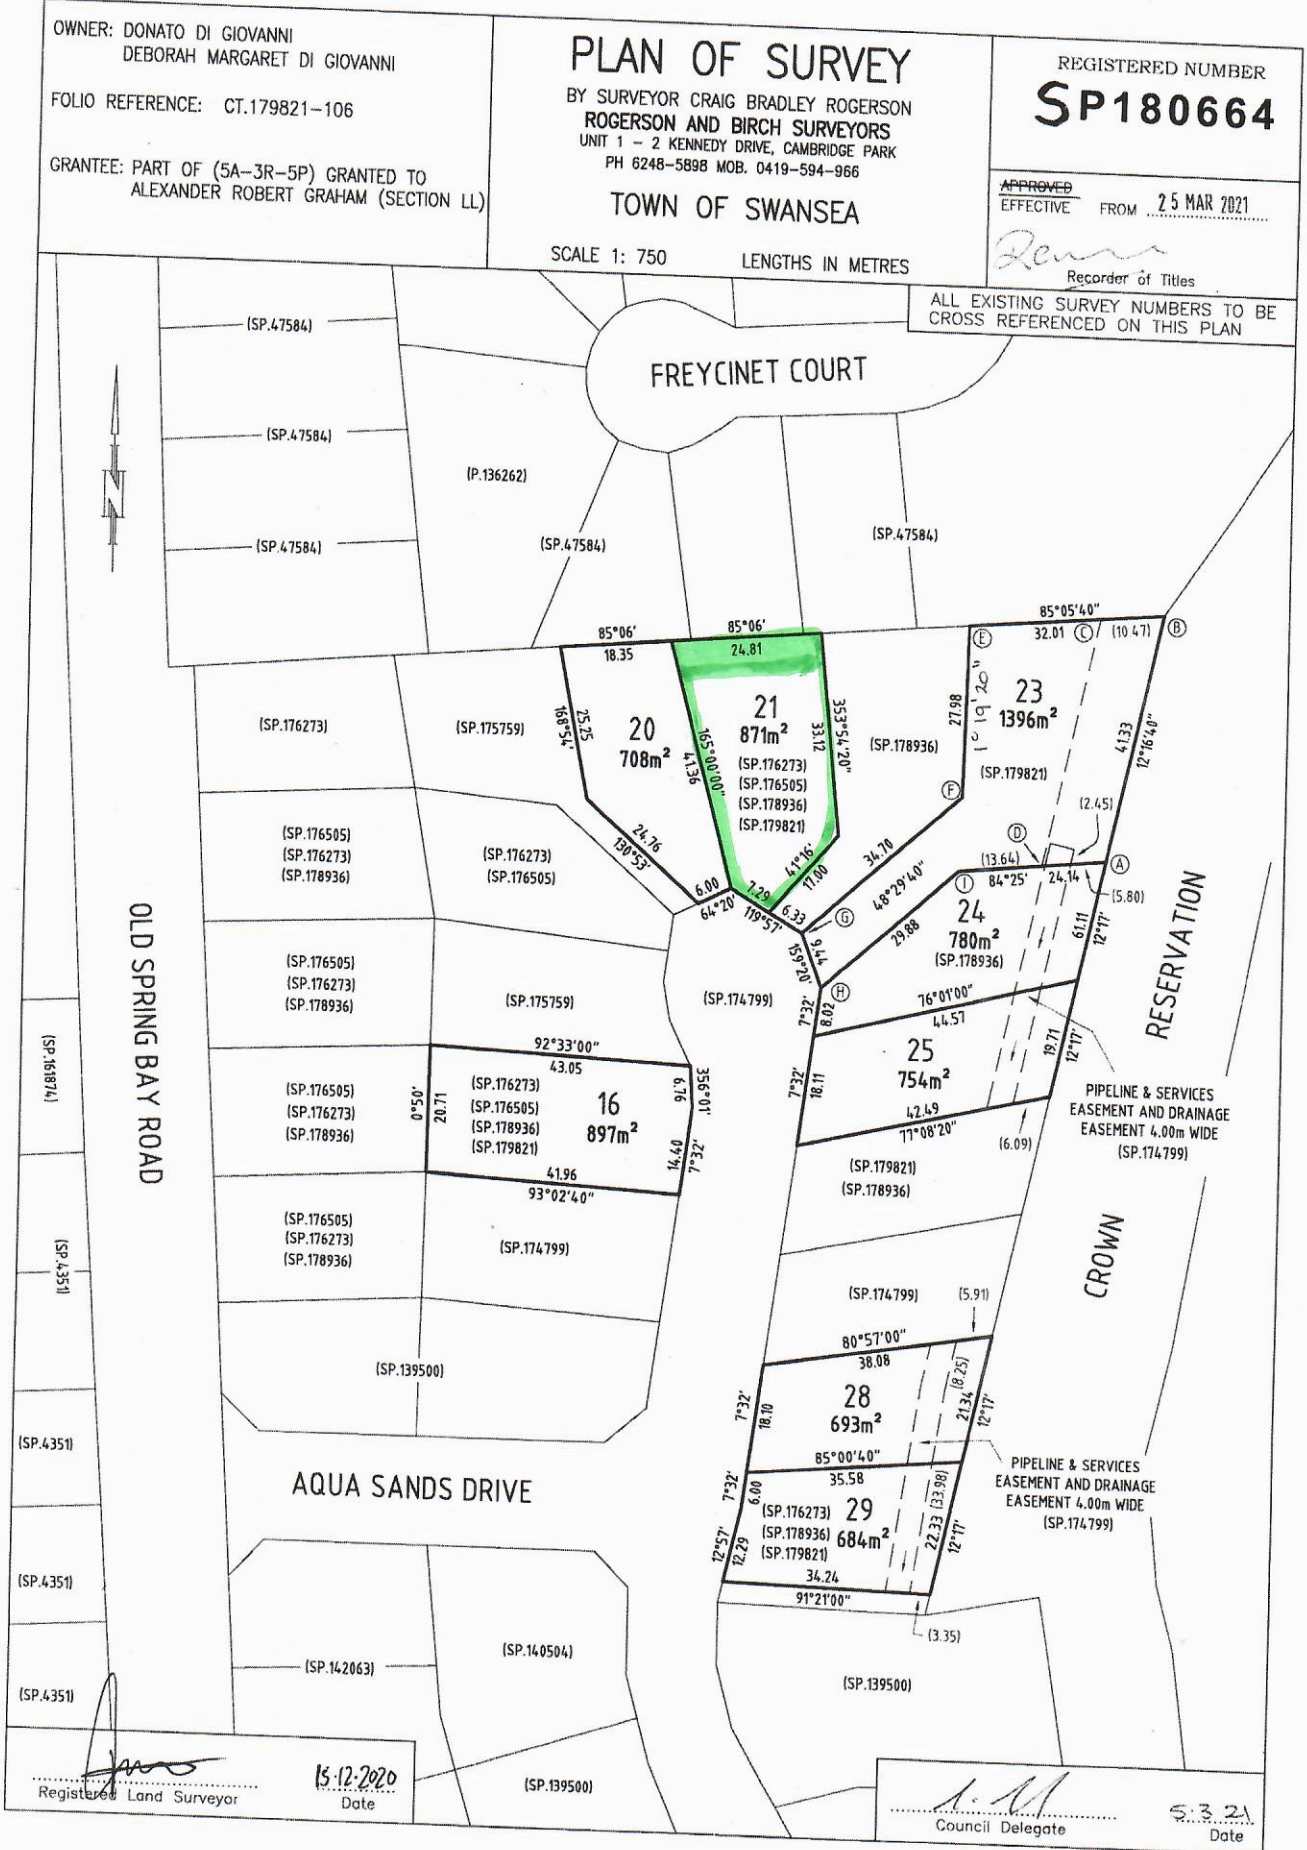 OWNER: DONATO DI GIOVANNI
DEBORAH MARGARET DI GIOVANNI
FOLIO REFERENCE: CT.179821-106
GRANTEE: PART OF (5A-3R-5P) GRANTED TO
ALEXANDER ROBERT GRAHAM (SECTION LL)
PLAN OF SURVEY
BY SURVEYOR CRAIG BRADLEY ROGERSON
ROGERSON AND BIRCH SURVEYORS
UNIT 1 - 2 KENNEDY DRIVE, CAMBRIDGE PARK
PH 6248-5898 MOB. 0419-594-966
TOWN OF SWANSEA
SCALE 1: 750 LENGTHS IN METRES
REGISTERED NUMBER
SP180664
APPROVED
EFFECTIVE FROM 25 MAR 2021
Recorder of Titles
ALL EXISTING SURVEY NUMBERS TO BE
CROSS REFERENCED ON THIS PLAN
(SP.47584)
FREYCINET COURT
(SP.47584)
(P.136262)
N
(SP.47584)
(SP.47584)
(SP.47584)
85°06'
18.35
85°06'
24.81
85°05'40"
32.01
(10.47)
E
C
B
(SP.176273)
(SP.175759)
168°54'
25.25
20
708m²
165°00'00"
41.36
21
871m²
(SP.176273)
(SP.176505)
(SP.178936)
(SP.179821)
33.12
353°54'20"
(SP.178936)
27.98
1°19'20"
23
1396m²
(SP.179821)
41.33
12°16'40"
F
(2.45)
D
A
(SP.176505)
(SP.176273)
(SP.178936)
(SP.176273)
(SP.176505)
24.76
130°53'
6.00
64°20'
7.29
119°57'
6.33
41°16'
17.00
34.70
48°29'40"
29.88
G
(13.64)
I
84°25'
24.14
(5.80)
24
780m²
(SP.178936)
61.11
12°17'
9.44
159°20'
H
OLD SPRING BAY ROAD
RESERVATION
(SP.176505)
(SP.176273)
(SP.178936)
(SP.175759)
(SP.174799)
7°32'
8.02
76°01'00"
44.57
(SP.161874)
92°33'00"
43.05
(SP.176505)
(SP.176273)
(SP.178936)
0°50'
20.71
(SP.176273)
(SP.176505)
(SP.178936)
(SP.179821)
16
897m²
6.76
356°01'
14.40
7°32'
41.96
93°02'40"
7°32'
18.11
25
754m²
19.71
12°17'
42.49
77°08'20"
(6.09)
PIPELINE & SERVICES
EASEMENT AND DRAINAGE
EASEMENT 4.00m WIDE
(SP.174799)
(SP.179821)
(SP.178936)
(SP.176505)
(SP.176273)
(SP.178936)
(SP.174799)
(SP.4351)
CROWN
(SP.174799)
(5.91)
80°57'00"
38.08
(SP.139500)
7°32'
18.10
28
693m²
(8.25)
21.34
12°17'
(SP.4351)
85°00'40"
35.58
PIPELINE & SERVICES
EASEMENT AND DRAINAGE
EASEMENT 4.00m WIDE
(SP.174799)
AQUA SANDS DRIVE
7°32'
6.00
(SP.176273)
(SP.178936)
(SP.179821)
29
684m²
22.33 (33.98)
12°17'
12°57'
12.29
34.24
91°21'00"
(3.35)
(SP.4351)
(SP.142063)
(SP.140504)
(SP.139500)
(SP.4351)
(SP.139500)
15-12-2020
Registered Land Surveyor Date
5.3.21
Council Delegate Date